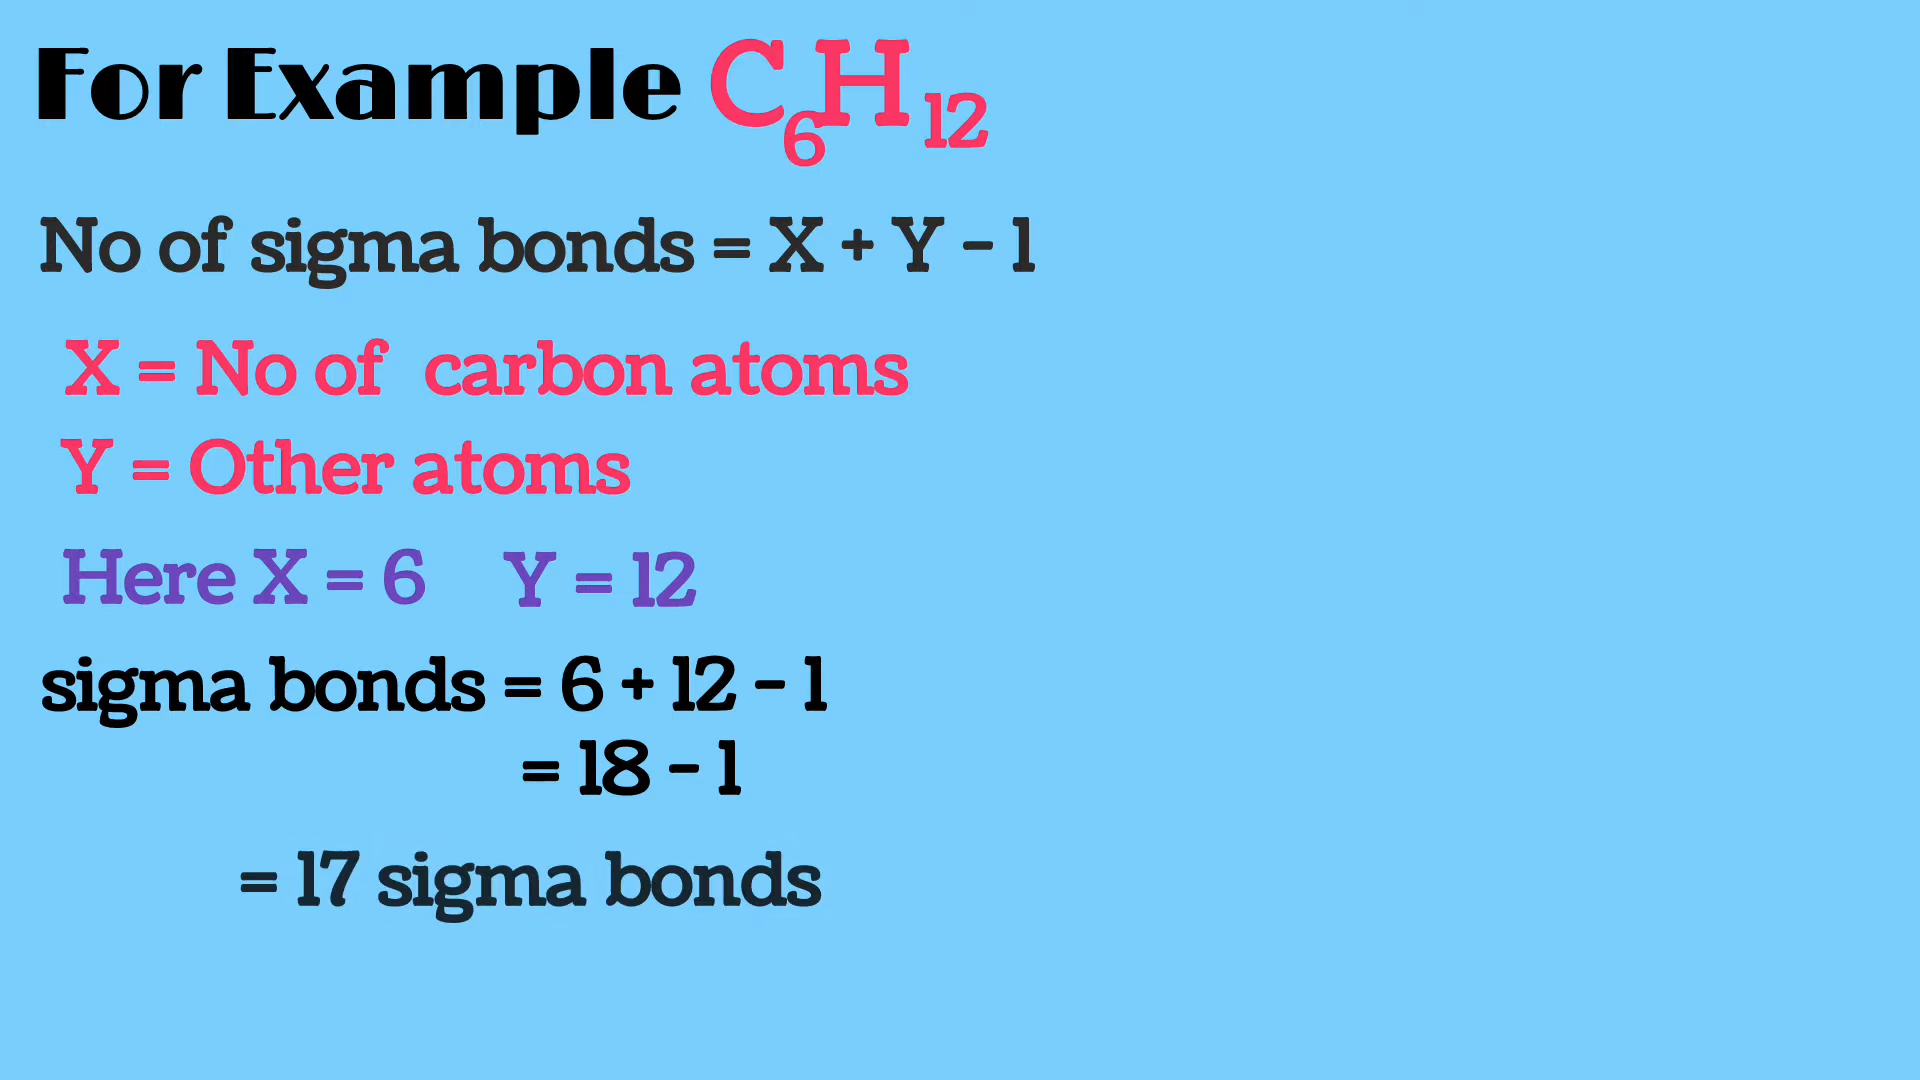 For Example C6H12
No of sigma bonds = X + Y - 1
X = No of carbon atoms
Y = Other atoms
Here X = 6 Y = 12
sigma bonds = 6 + 12 - 1
= 18 - 1
= 17 sigma bonds